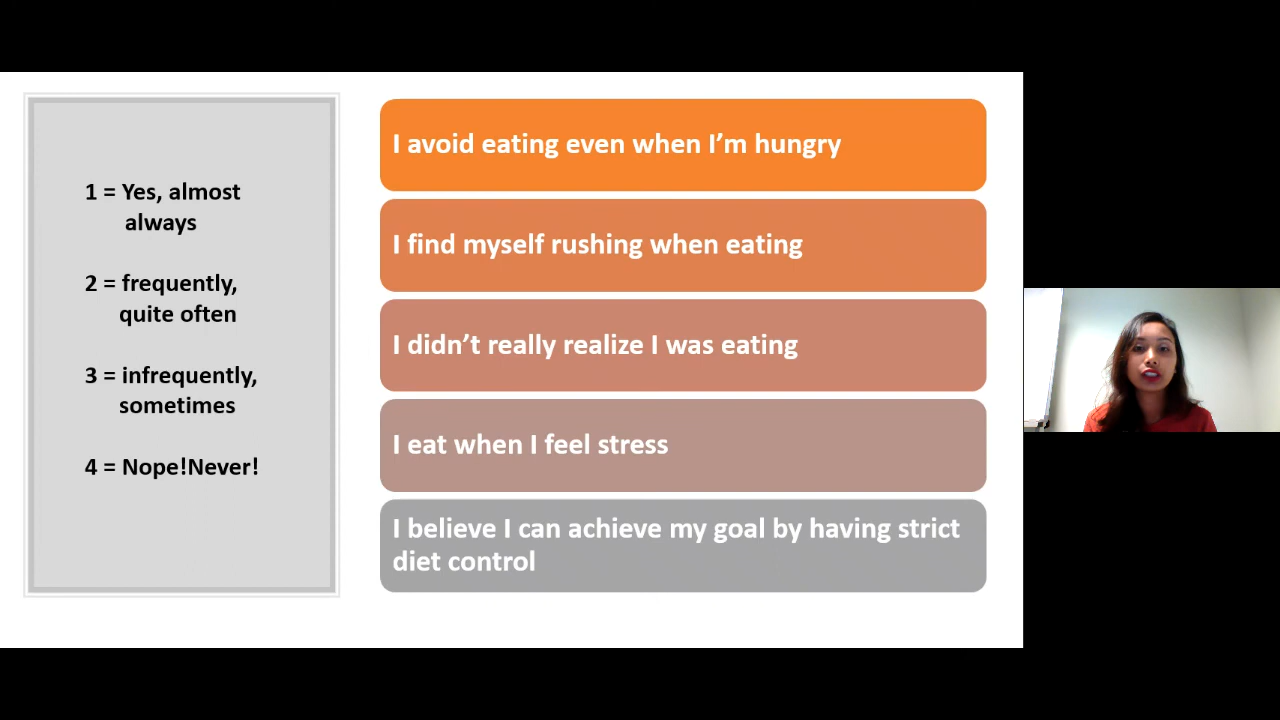 1 = Yes, almost
always
2 = frequently,
quite often
3 = infrequently,
sometimes
4 = Nope!Never!
I avoid eating even when I’m hungry
I find myself rushing when eating
I didn’t really realize I was eating
I eat when I feel stress
I believe I can achieve my goal by having strict
diet control